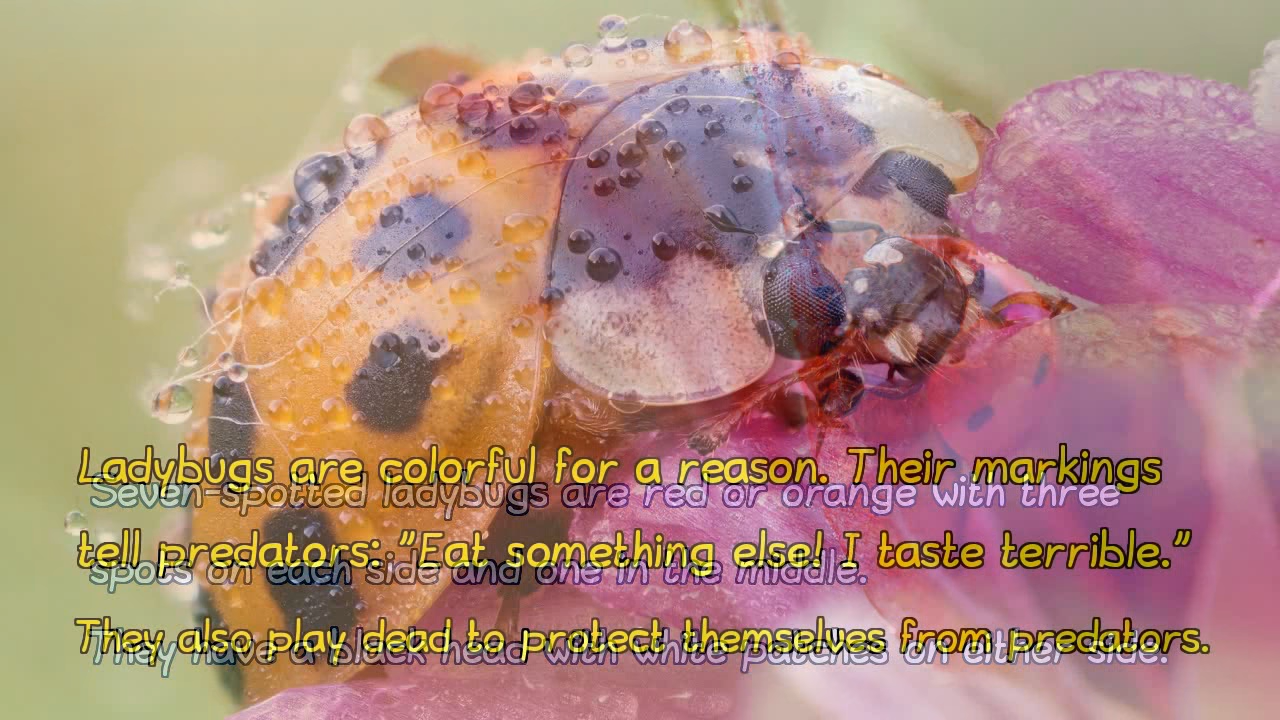 Ladybugs are colorful for a reason. Their markings
Seven-spotted ladybugs are red or orange with three
tell predators: "Eat something else! I taste terrible."
spots on each side and one in the middle.
They also play dead to protect themselves from predators.
They have a black head with white patches on either side.